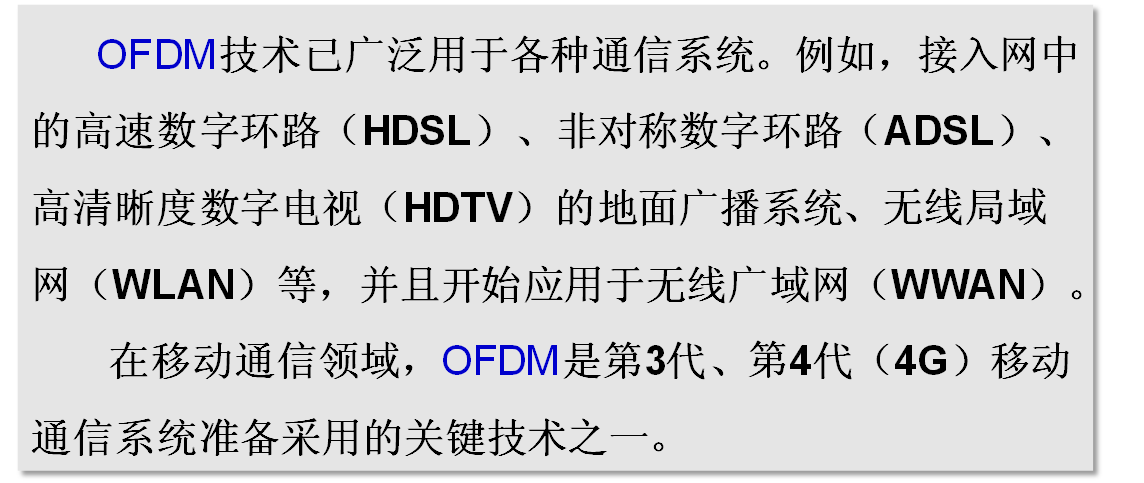 OFDM技术已广泛用于各种通信系统。例如，接入网中
的高速数字环路（HDSL）、非对称数字环路（ADSL）、
高清晰度数字电视（HDTV）的地面广播系统、无线局域
网（WLAN）等，并且开始应用于无线广域网（WWAN）。
在移动通信领域，OFDM是第3代、第4代（4G）移动
通信系统准备采用的关键技术之一。